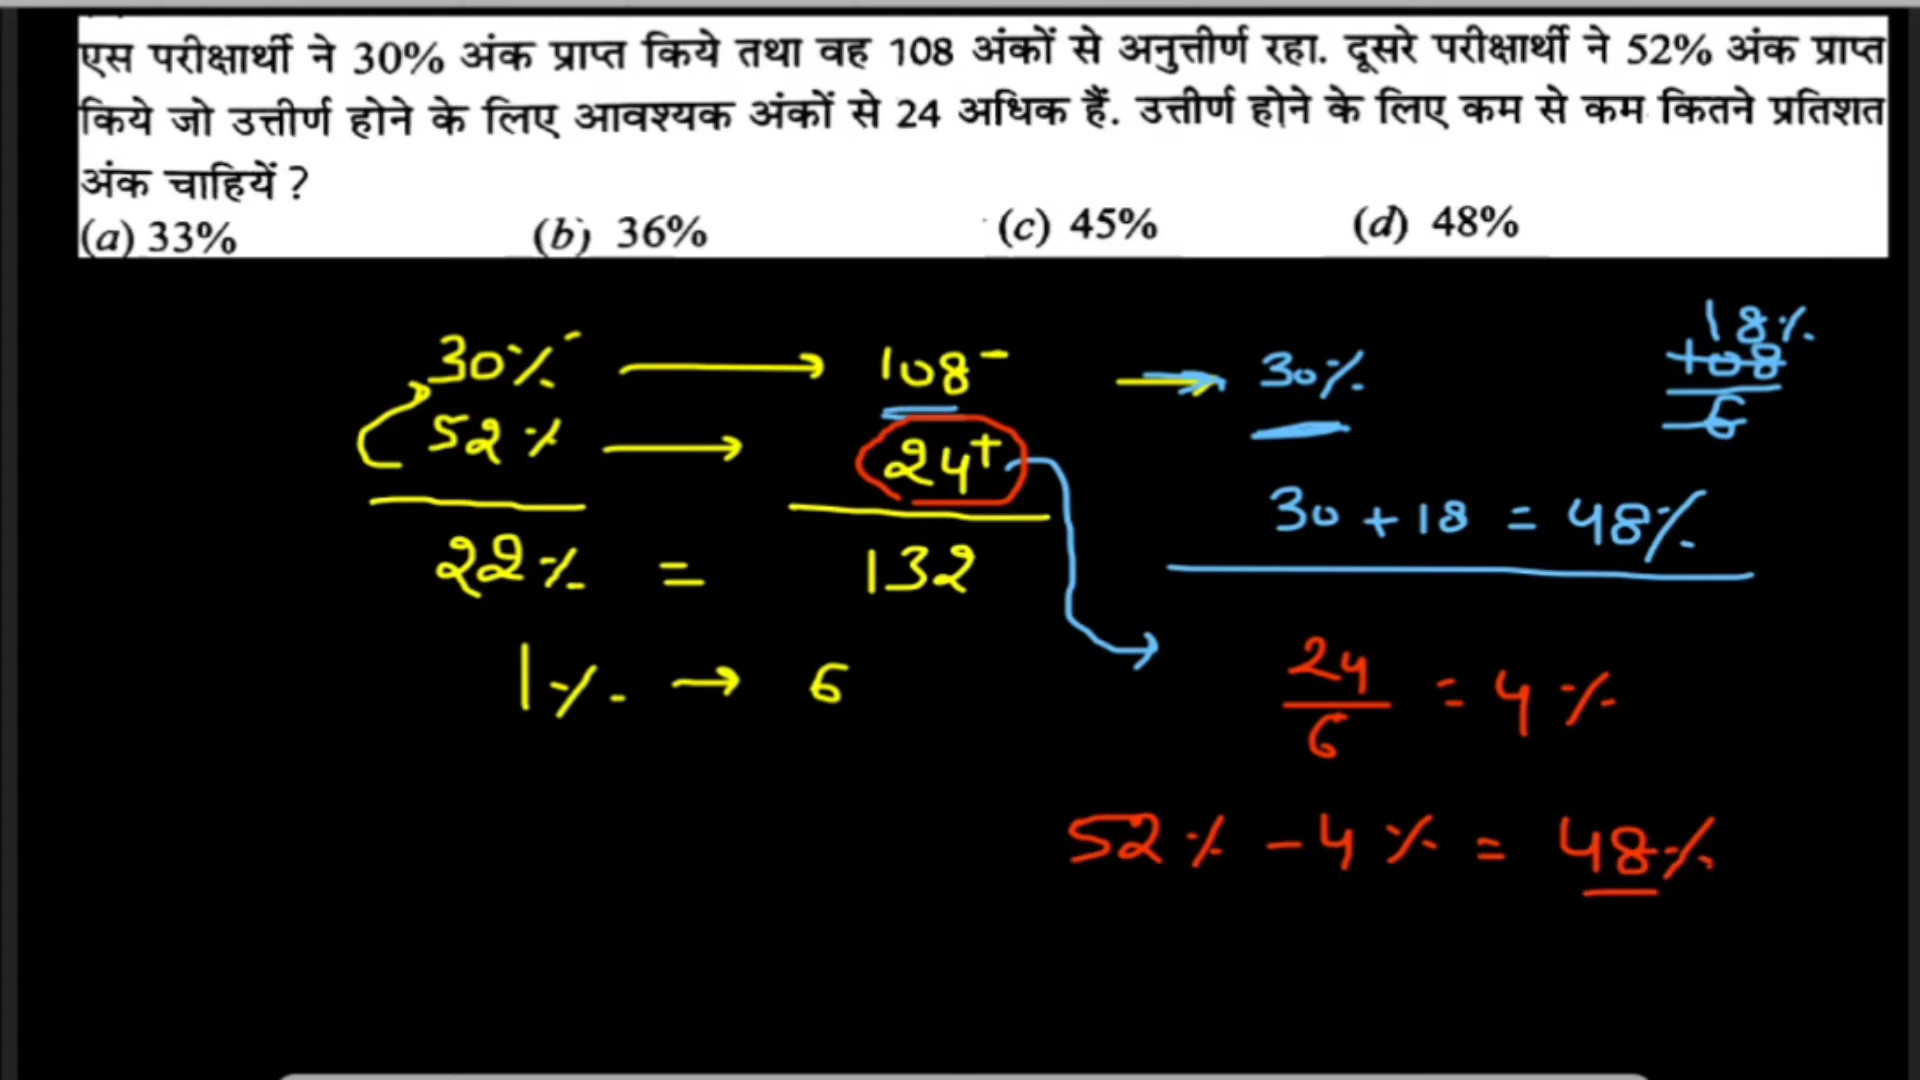 एस परीक्षार्थी ने 30% अंक प्राप्त किये तथा वह 108 अंकों से अनुत्तीर्ण रहा. दूसरे परीक्षार्थी ने 52% अंक प्राप्त
किये जो उत्तीर्ण होने के लिए आवश्यक अंकों से 24 अधिक हैं. उत्तीर्ण होने के लिए कम से कम कितने प्रतिशत
अंक चाहियें ?
(a) 33% (b) 36% (c) 45% (d) 48%
30% → 108⁻ → 30%
18%
108
6
52% → 24⁺
30 + 18 = 48%
22% = 132
1% → 6
24/6 = 4%
52% - 4% = 48%